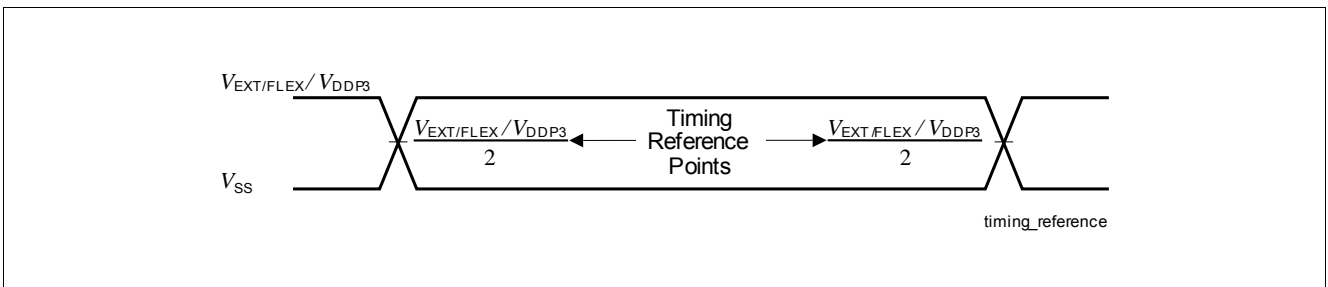 VEXT/FLEX / VDDP3
VEXT/FLEX / VDDP3
2
Timing
Reference
Points
VEXT/FLEX / VDDP3
2
VSS
timing_reference